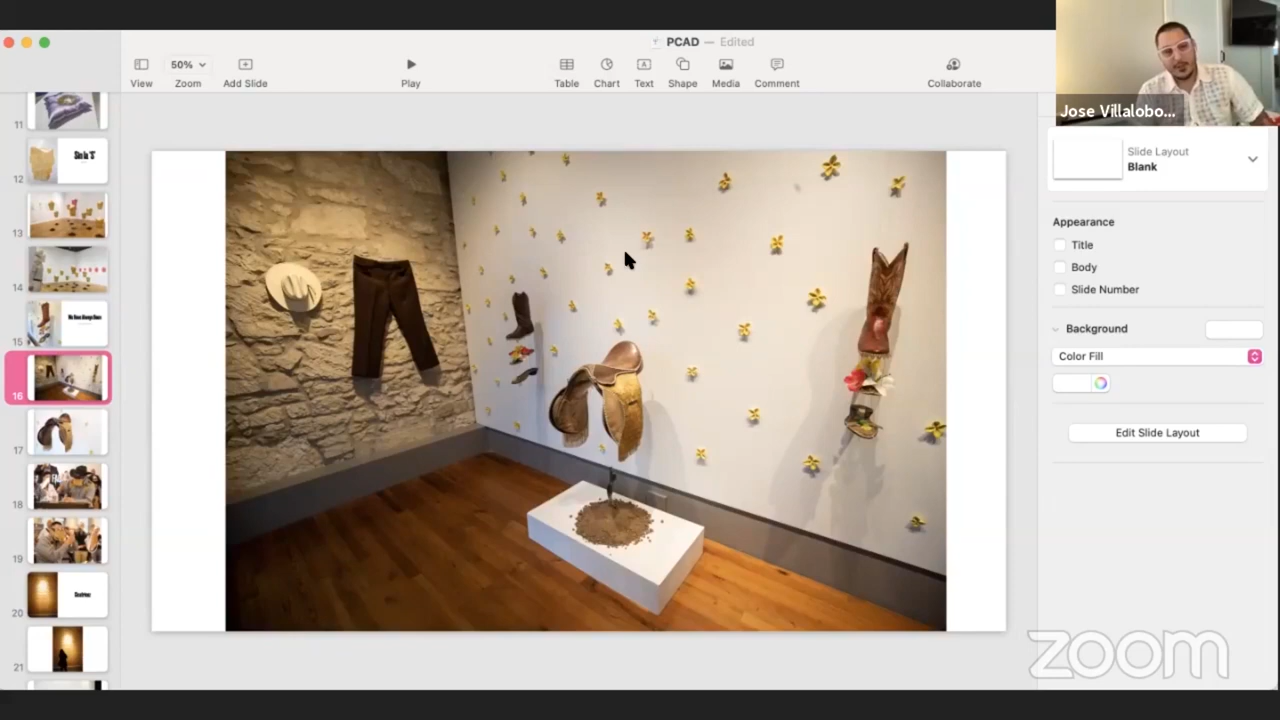 PCAD — Edited
50%
View
Zoom
Add Slide
Play
Table
Chart
Text
Shape
Media
Comment
Collaborate
Jose Villalobo...
Slide Layout
Blank
Appearance
Title
Body
Slide Number
Background
Color Fill
Edit Slide Layout
11
12
13
14
15
16
17
18
19
20
21
zoom